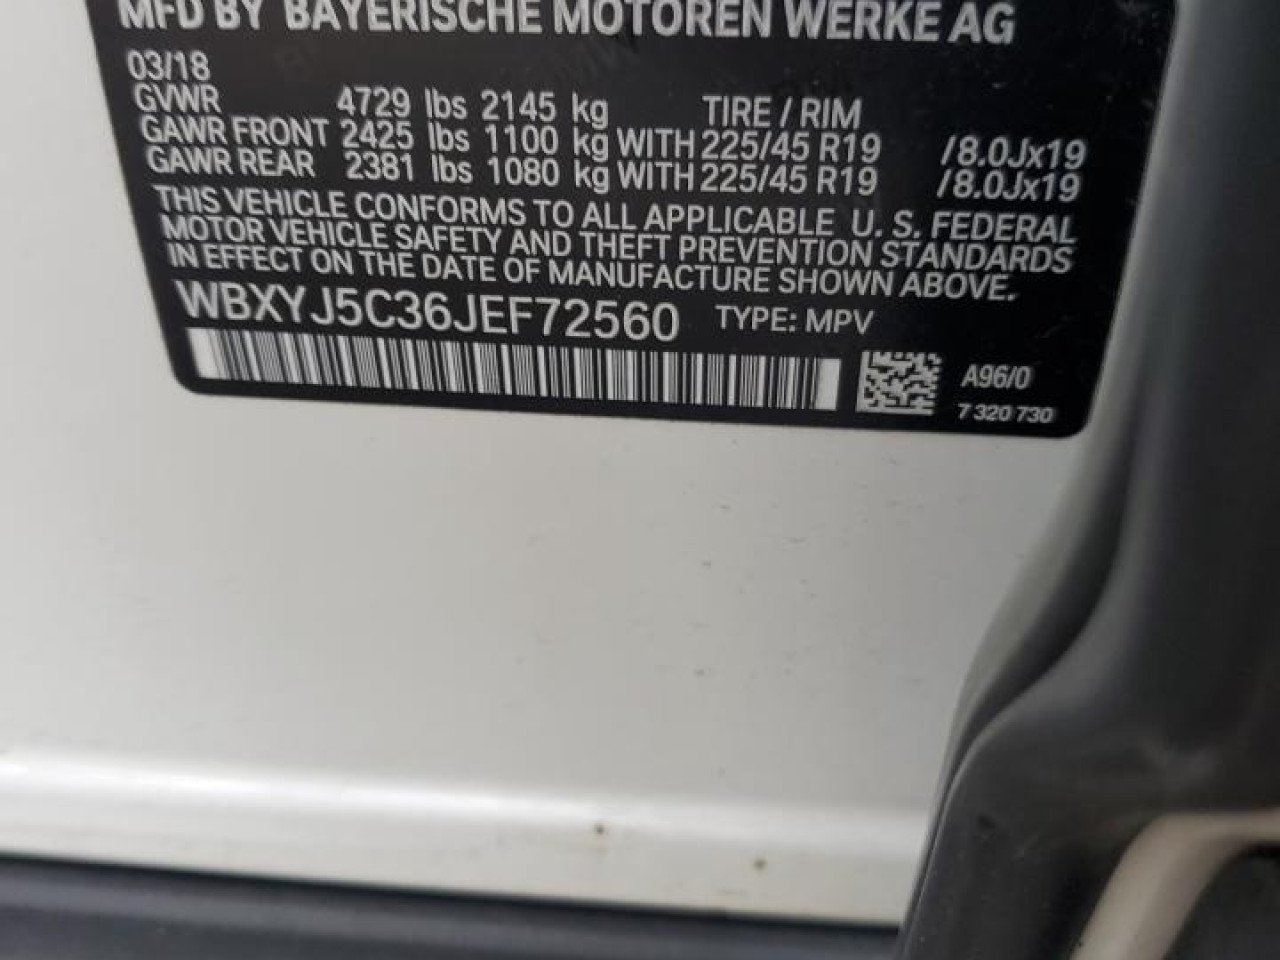 MFD BY BAYERISCHE MOTOREN WERKE AG
03/18
GVWR 4729 lbs 2145 kg TIRE / RIM
GAWR FRONT 2425 lbs 1100 kg WITH 225/45 R19 /8.0Jx19
GAWR REAR 2381 lbs 1080 kg WITH 225/45 R19 /8.0Jx19
THIS VEHICLE CONFORMS TO ALL APPLICABLE U. S. FEDERAL
MOTOR VEHICLE SAFETY AND THEFT PREVENTION STANDARDS
IN EFFECT ON THE DATE OF MANUFACTURE SHOWN ABOVE.
WBXYJ5C36JEF72560 TYPE: MPV
A96/0
7 320 730